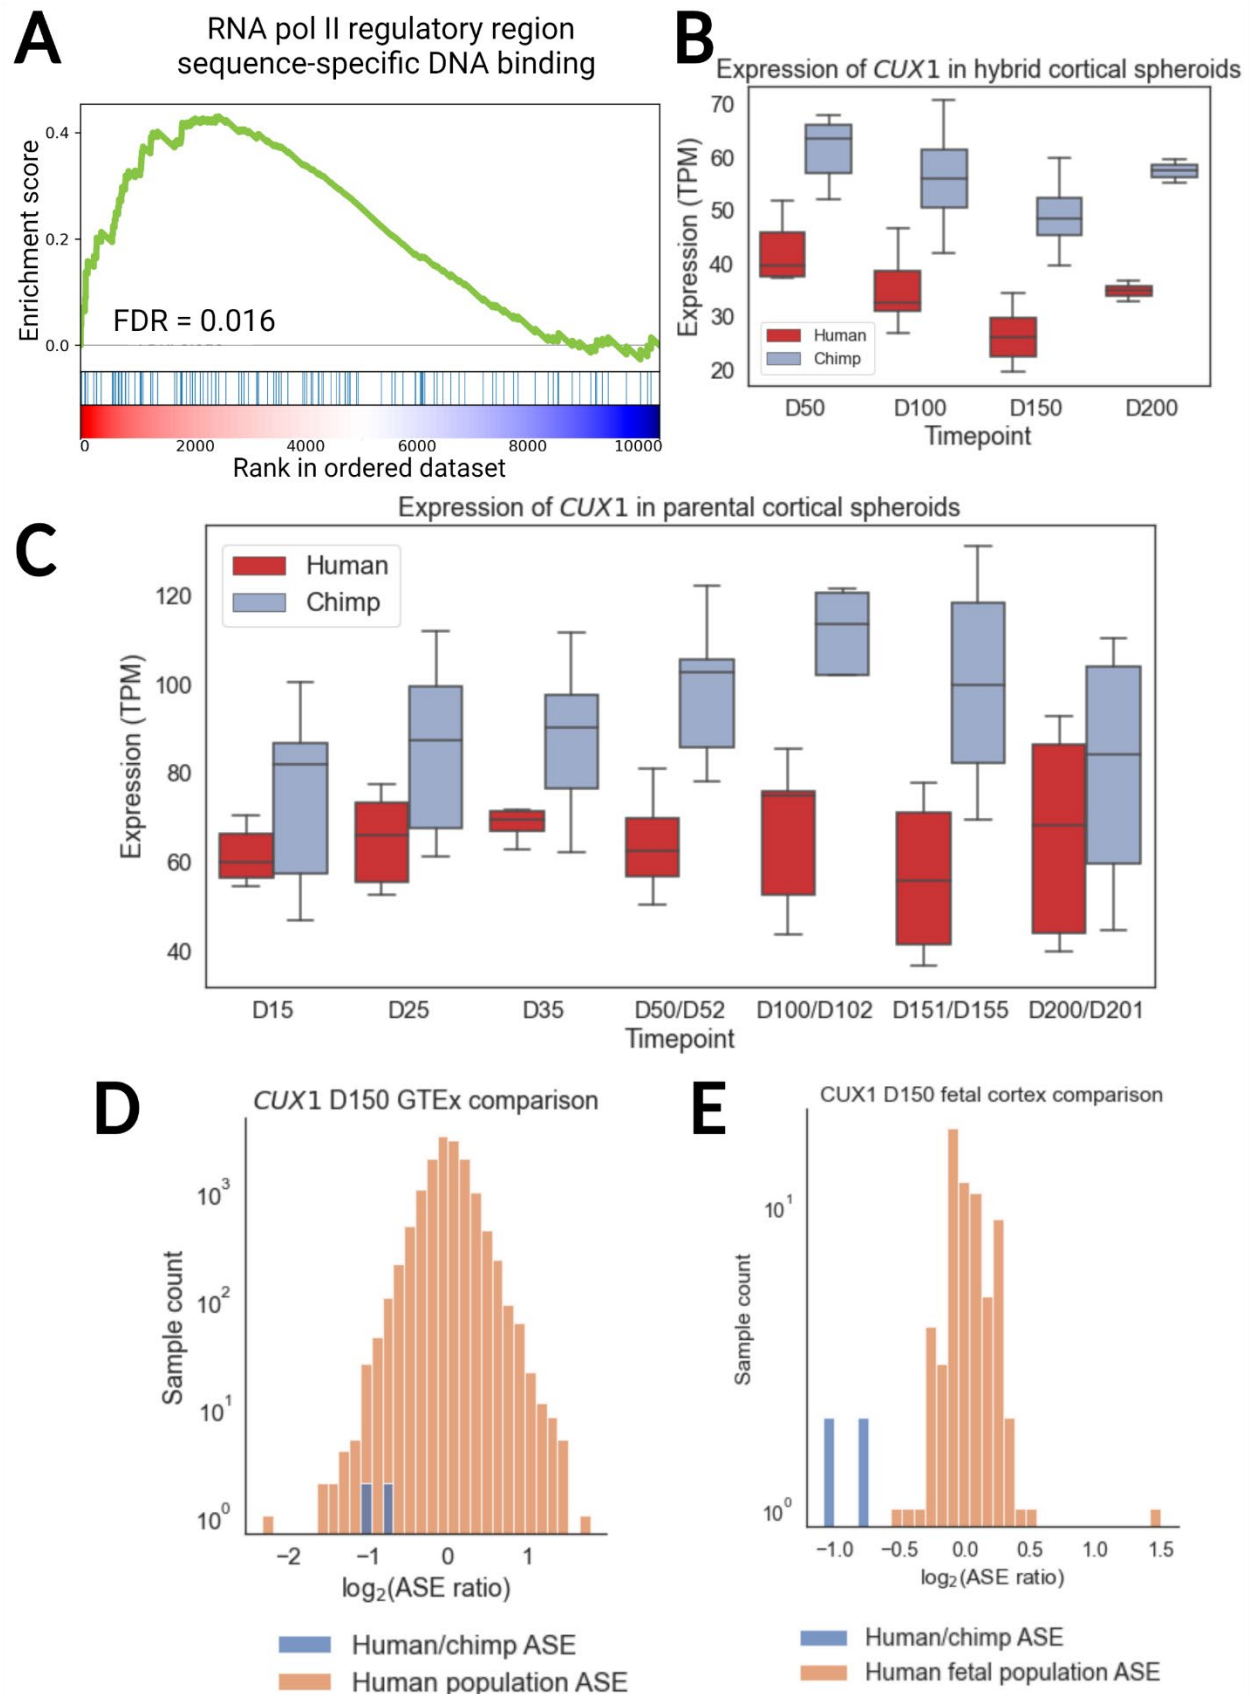 A
RNA pol II regulatory region
sequence-specific DNA binding
Enrichment score
0.4
0.2
0.0
FDR = 0.016
0 2000 4000 6000 8000 10000
Rank in ordered dataset
B
Expression of CUX1 in hybrid cortical spheroids
Expression (TPM)
70
60
50
40
30
20
Human
Chimp
D50 D100 D150 D200
Timepoint
C
Expression of CUX1 in parental cortical spheroids
Expression (TPM)
120
100
80
60
40
Human
Chimp
D15 D25 D35 D50/D52 D100/D102 D151/D155 D200/D201
Timepoint
D
CUX1 D150 GTEx comparison
Sample count
10³
10²
10¹
10⁰
−2 −1 0 1
log₂(ASE ratio)
Human/chimp ASE
Human population ASE
E
CUX1 D150 fetal cortex comparison
Sample count
10¹
10⁰
−1.0 −0.5 0.0 0.5 1.0 1.5
log₂(ASE ratio)
Human/chimp ASE
Human fetal population ASE